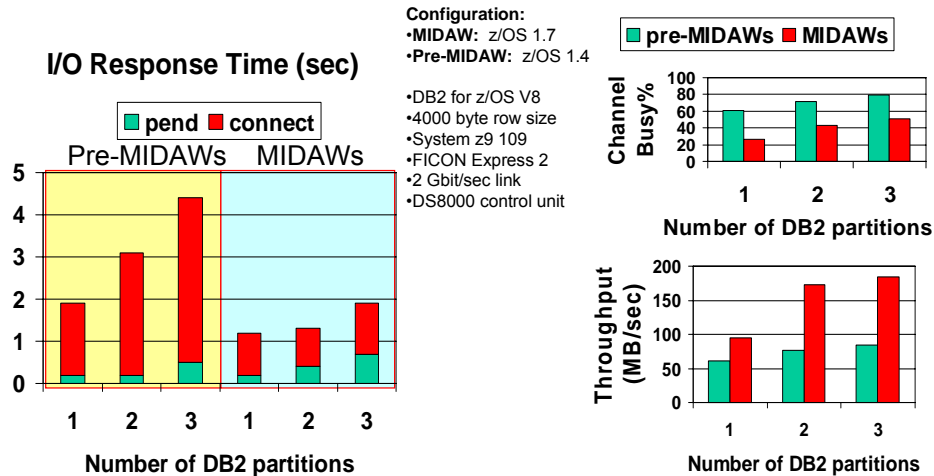 I/O Response Time (sec)
pend connect
Pre-MIDAWs MIDAWs
5
4
3
2
1
0
1 2 3 1 2 3
Number of DB2 partitions
Configuration:
•MIDAW: z/OS 1.7
•Pre-MIDAW: z/OS 1.4
•DB2 for z/OS V8
•4000 byte row size
•System z9 109
•FICON Express 2
•2 Gbit/sec link
•DS8000 control unit
pre-MIDAWs MIDAWs
Channel
Busy%
100
80
60
40
20
0
1 2 3
Number of DB2 partitions
Throughput
(MB/sec)
200
150
100
50
0
1 2 3
Number of DB2 partitions